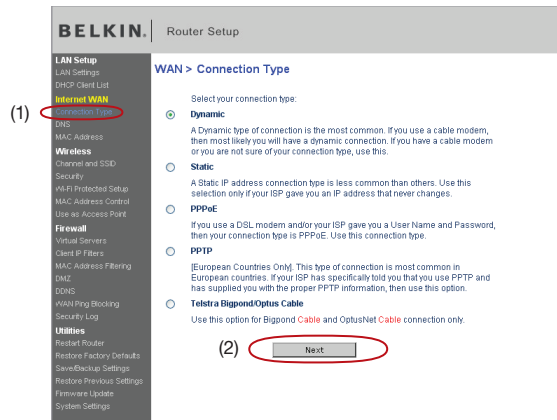 BELKIN. Router Setup
LAN Setup
LAN Settings
DHCP Client List
Internet WAN
(1) Connection Type
DNS
MAC Address
Wireless
Channel and SSID
Security
Wi-Fi Protected Setup
MAC Address Control
Use as Access Point
Firewall
Virtual Servers
Client IP Filters
MAC Address Filtering
DMZ
DDNS
WAN Ping Blocking
Security Log
Utilities
Restart Router
Restore Factory Defaults
Save/Backup Settings
Restore Previous Settings
Firmware Update
System Settings
WAN > Connection Type
Select your connection type:
Dynamic
A Dynamic type of connection is the most common. If you use a cable modem,
then most likely you will have a dynamic connection. If you have a cable modem
or you are not sure of your connection type, use this.
Static
A Static IP address connection type is less common than others. Use this
selection only if your ISP gave you an IP address that never changes.
PPPoE
If you use a DSL modem and/or your ISP gave you a User Name and Password,
then your connection type is PPPoE. Use this connection type.
PPTP
[European Countries Only]. This type of connection is most common in
European countries. If your ISP has specifically told you that you use PPTP and
has supplied you with the proper PPTP information, then use this option.
Telstra Bigpond/Optus Cable
Use this option for Bigpond Cable and OptusNet Cable connection only.
(2) Next